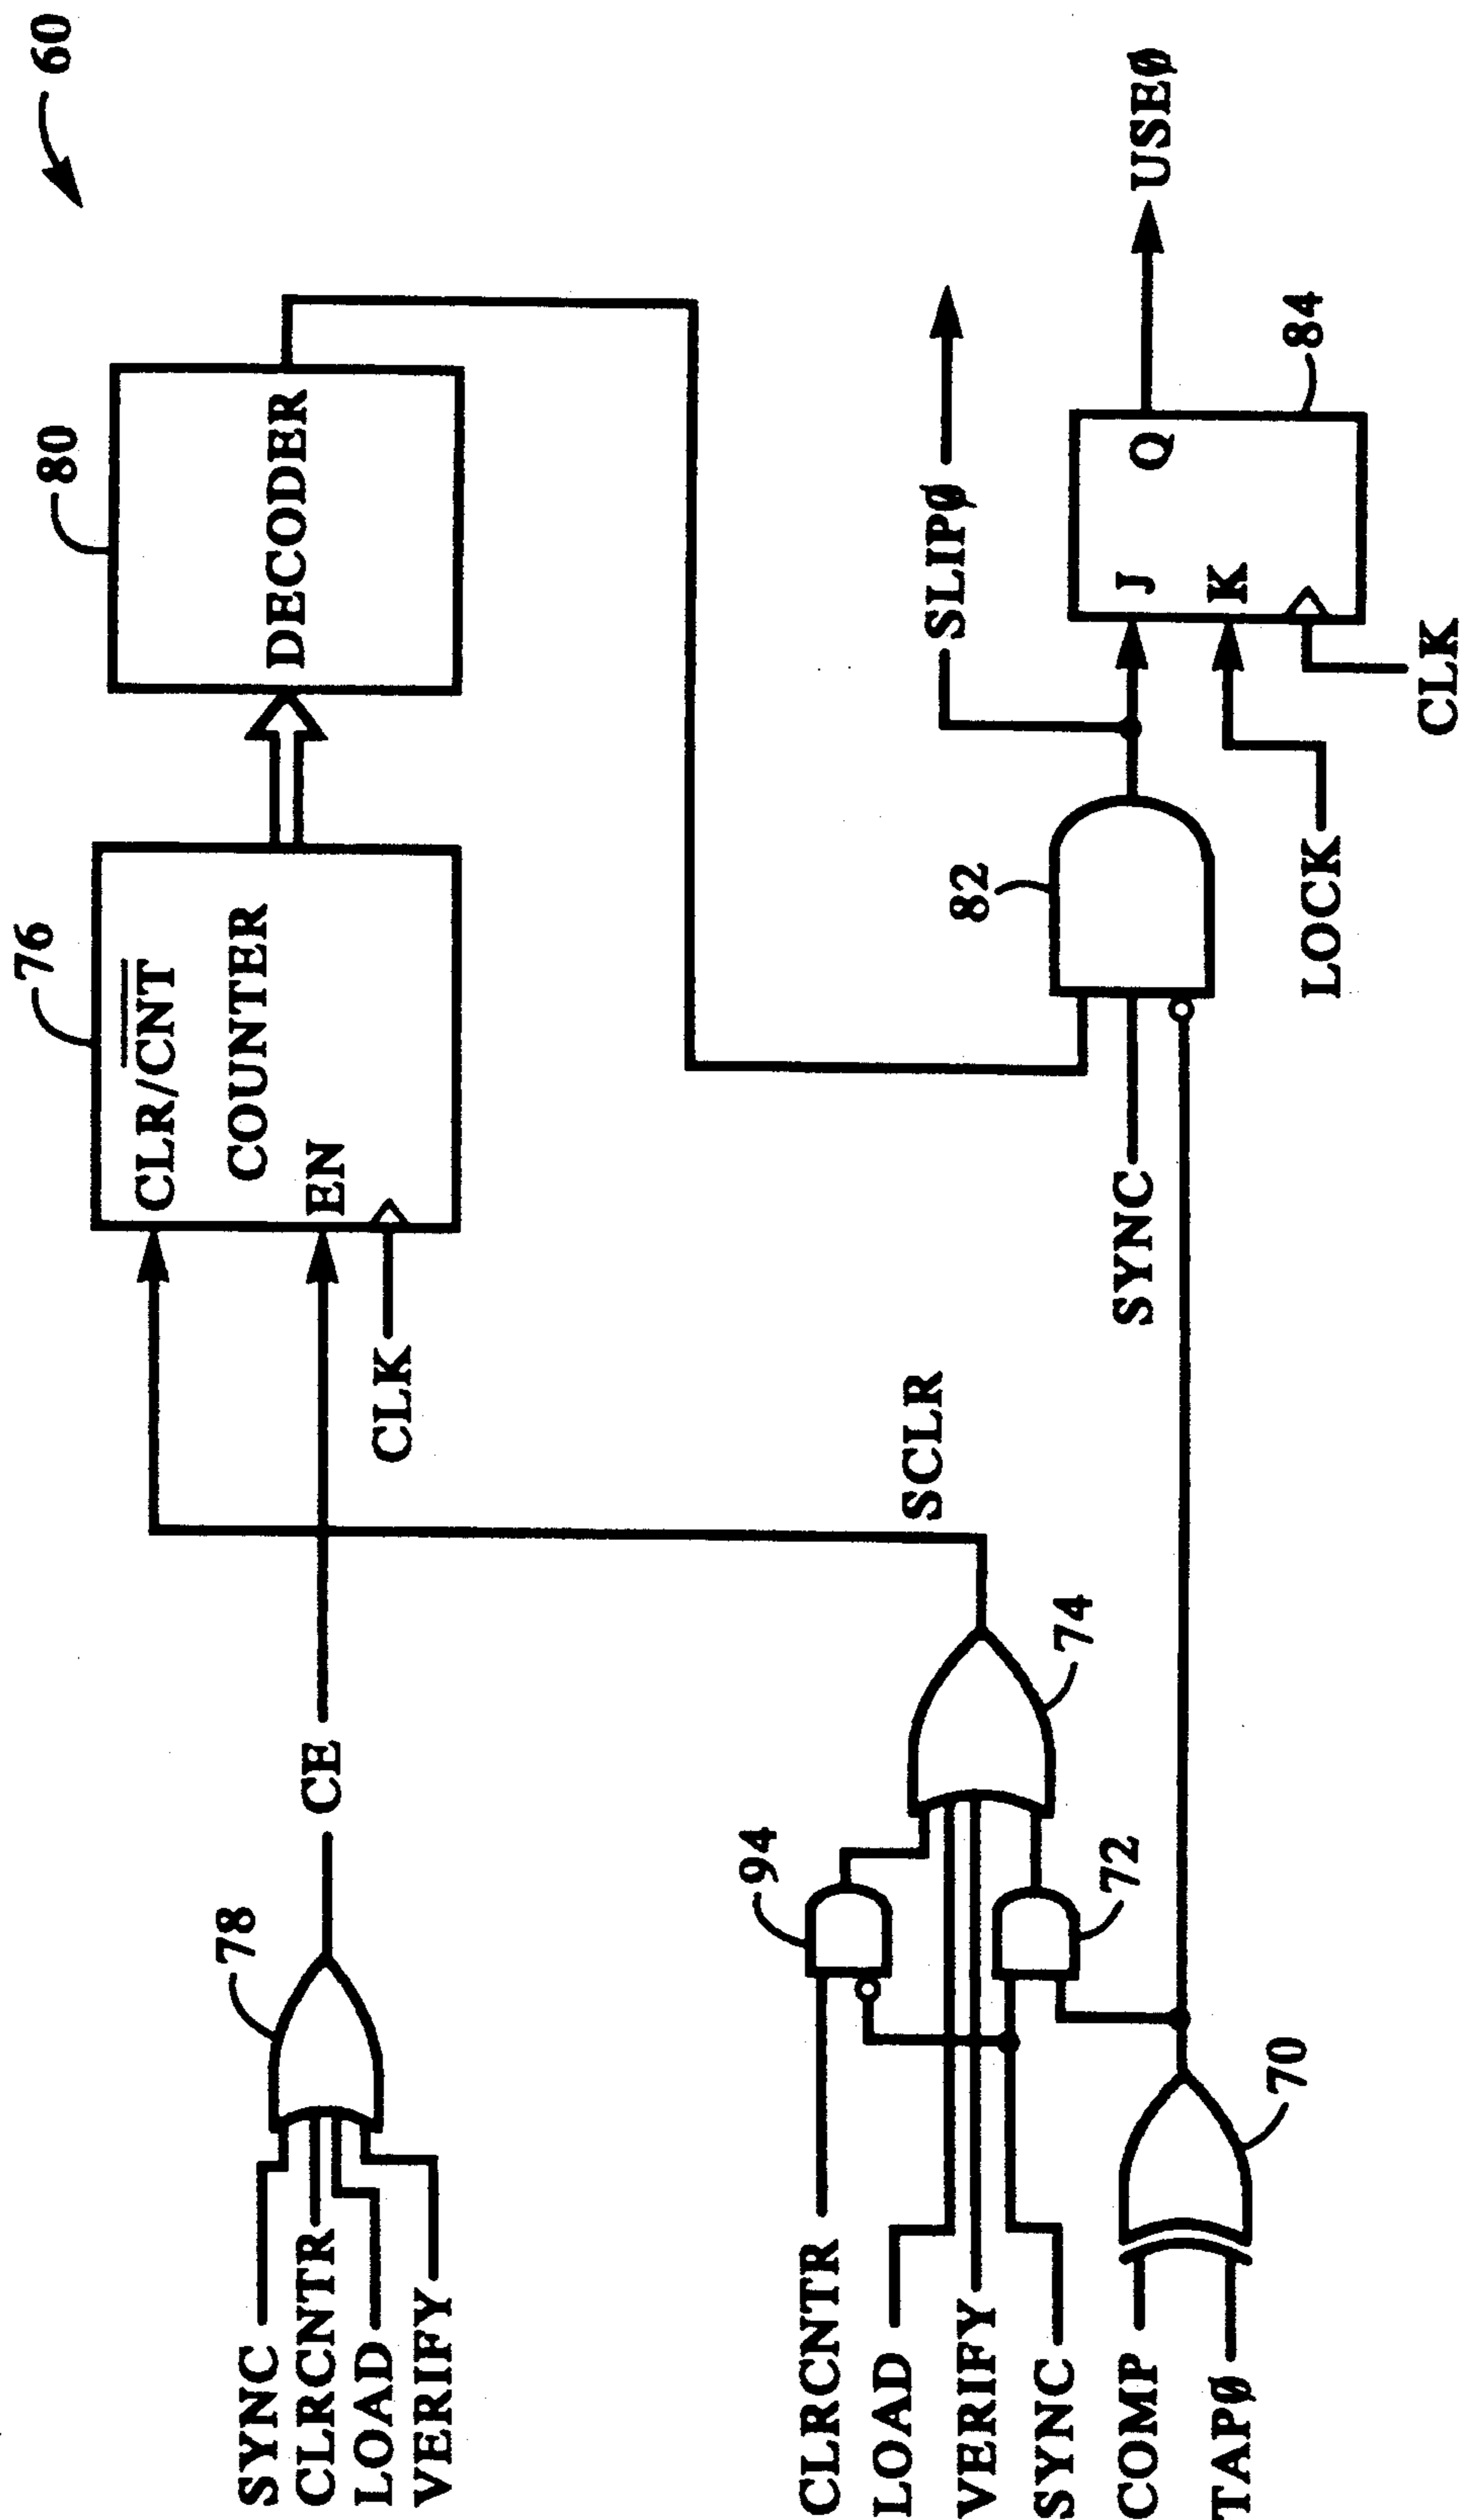 60
76
80
CLR/CNT
COUNTER
EN
DECODER
CLK
78
SYNC
CLRCNTR
LOAD
VERIFY
CE
SCLR
94
CLRCNTR
LOAD
VERIFY
SYNC
COMP
TAPØ
74
72
70
SYNC
82
SLIPØ
LOCK
J
K
Q
CLK
84
USEØ